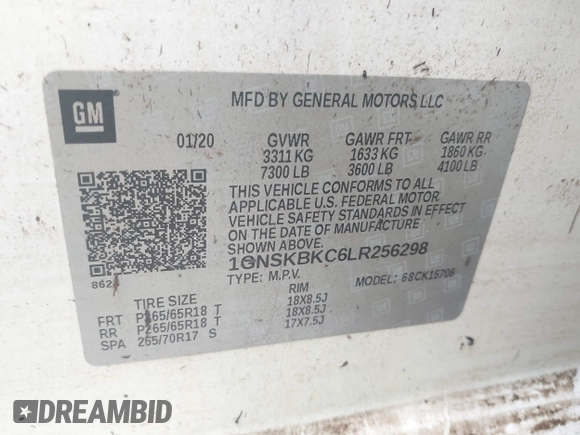 GM
MFD BY GENERAL MOTORS LLC
01/20 GVWR GAWR FRT GAWR RR
3311 KG 1633 KG 1860 KG
7300 LB 3600 LB 4100 LB
THIS VEHICLE CONFORMS TO ALL
APPLICABLE U.S. FEDERAL MOTOR
VEHICLE SAFETY STANDARDS IN EFFECT
ON THE DATE OF MANUFACTURE
SHOWN ABOVE.
1GNSKBKC6LR256298
TYPE: M.P.V. MODEL:
862
TIRE SIZE RIM
FRT P265/65R18 T 18X8.5J
RR P265/65R18 T 18X8.5J
SPA 265/70R17 S 17X7.5J
DREAMBID